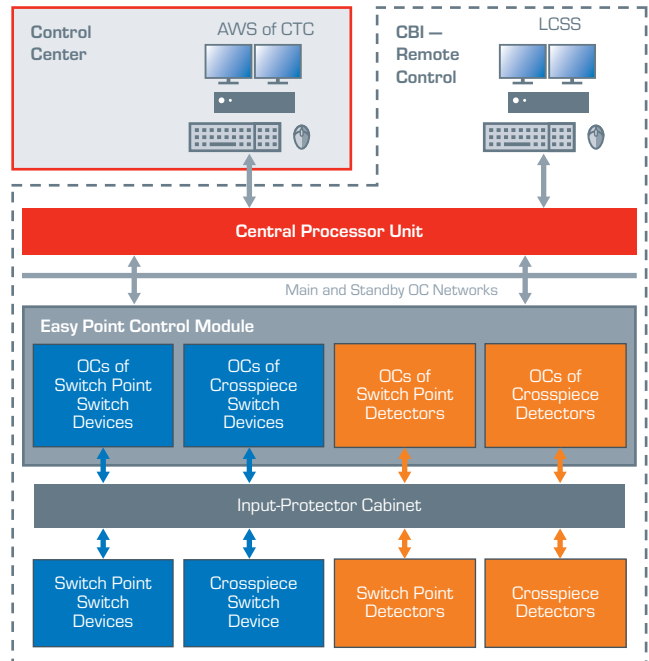 Control
Center
AWS of CTC
CBI —
Remote
Control
LCSS
Central Processor Unit
Main and Standby OC Networks
Easy Point Control Module
OCs of
Switch Point
Switch
Devices
OCs of
Crosspiece
Switch
Devices
OCs of
Switch Point
Detectors
OCs of
Crosspiece
Detectors
Input-Protector Cabinet
Switch Point
Switch
Devices
Crosspiece
Switch
Device
Switch Point
Detectors
Crosspiece
Detectors